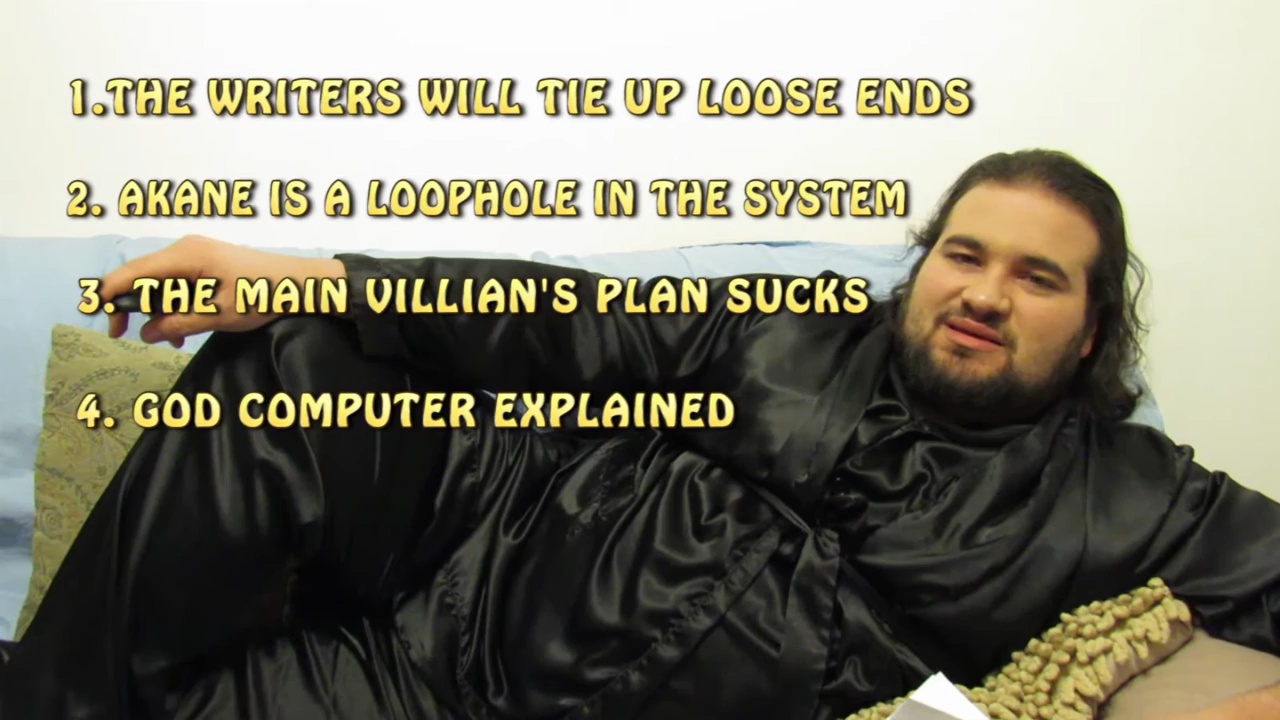 1.THE WRITERS WILL TIE UP LOOSE ENDS
2. AKANE IS A LOOPHOLE IN THE SYSTEM
3. THE MAIN VILLIAN'S PLAN SUCKS
4. GOD COMPUTER EXPLAINED